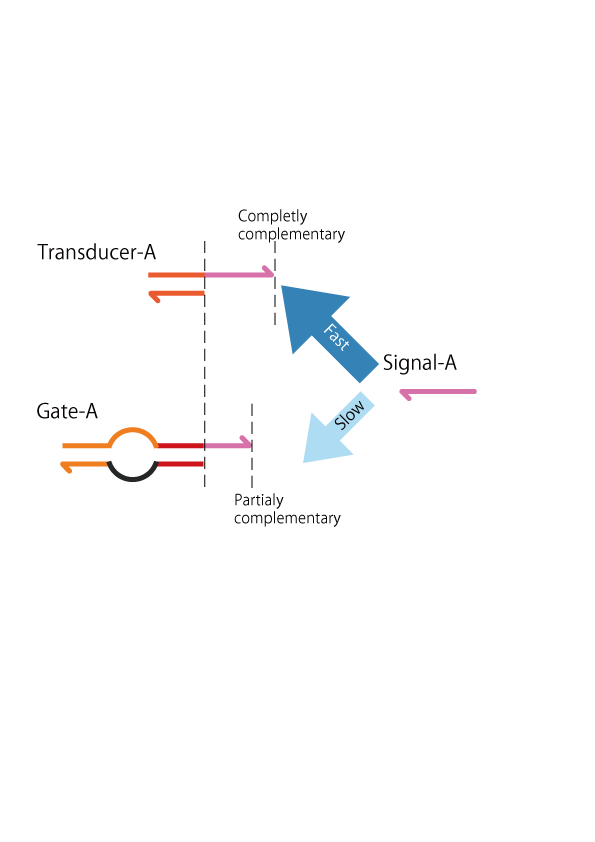 Completly
complementary
Transducer-A
Fast
Signal-A
Gate-A
Slow
Partialy
complementary